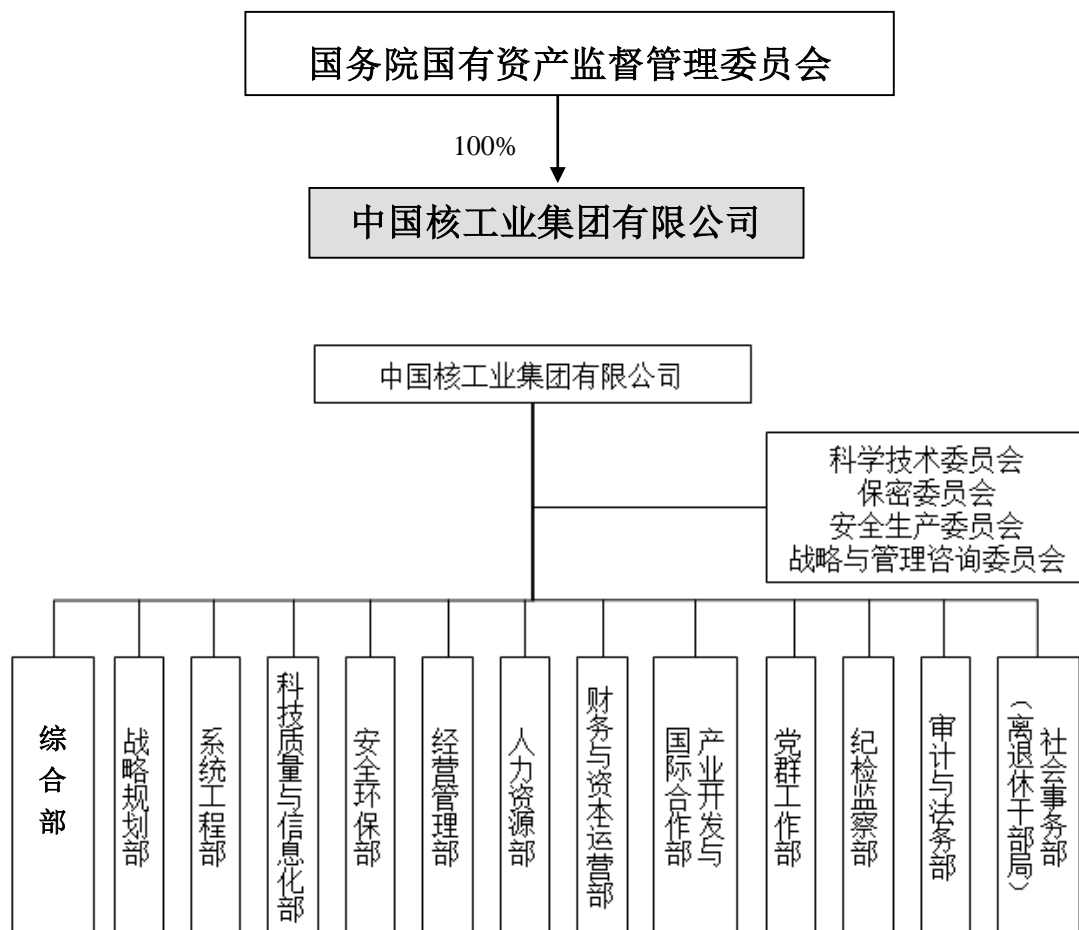 国务院国有资产监督管理委员会
100%
中国核工业集团有限公司
中国核工业集团有限公司
科学技术委员会
保密委员会
安全生产委员会
战略与管理咨询委员会
综合部
战略规划部
系统工程部
科技质量与信息化部
安全环保部
经营管理部
人力资源部
财务与资本运营部
产业开发与
国际合作部
党群工作部
纪检监察部
审计与法务部
社会事务部
（离退休干部局）